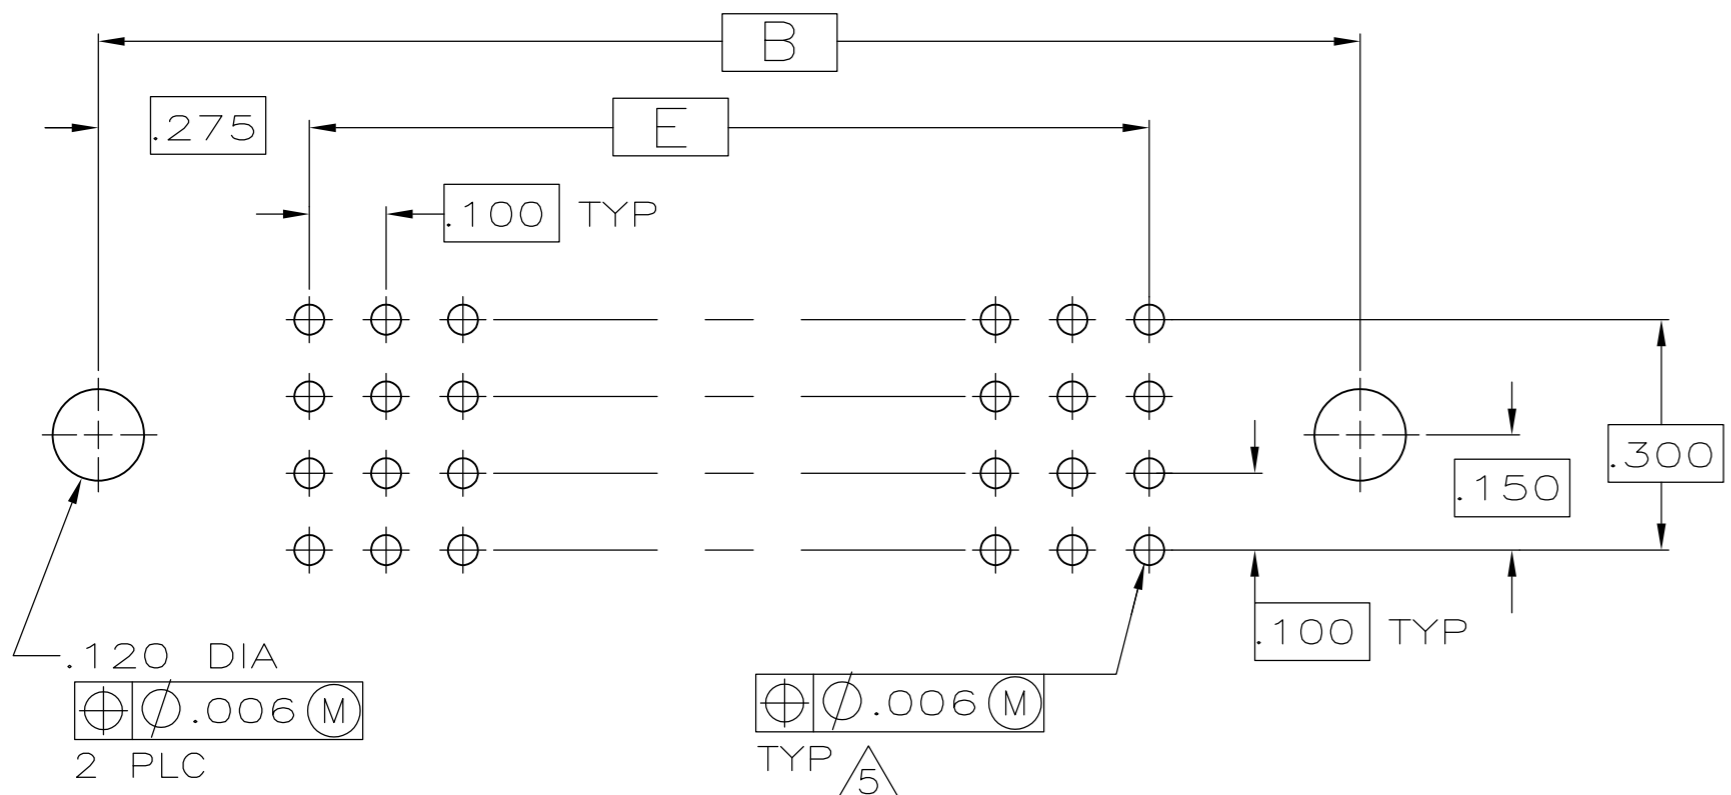 B
.275
E
.100 TYP
.300
.150
.100 TYP
.120 DIA
⌖ ⌀ .006 Ⓜ
2 PLC
⌖ ⌀ .006 Ⓜ
TYP 5